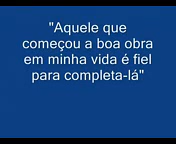 "Aquele que
começou a boa obra
em minha vida é fiel
para completa-lá"